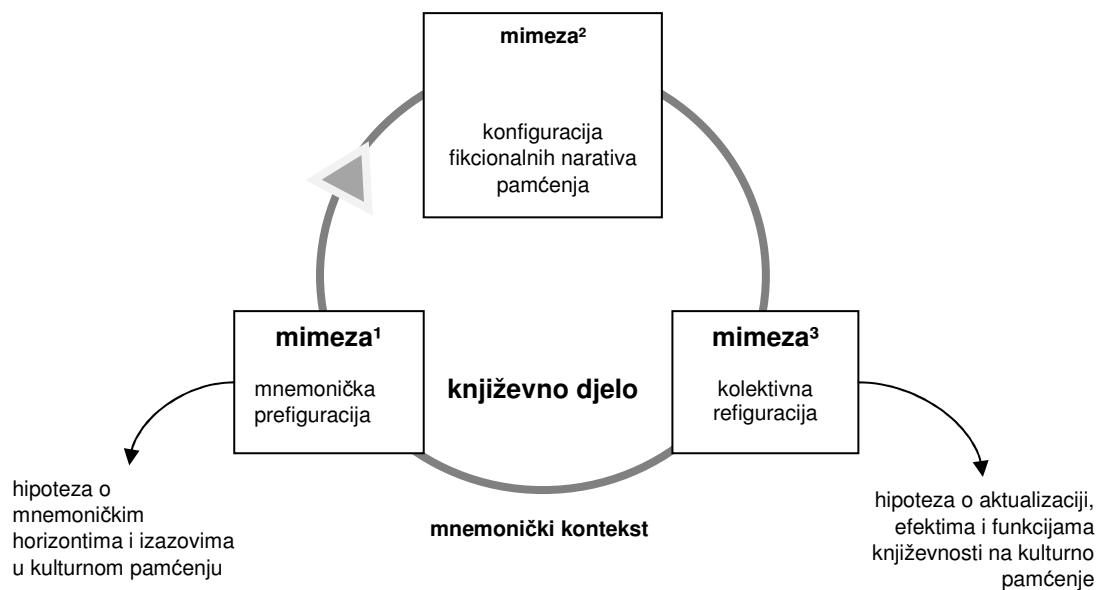 mimeza²
konfiguracija
fikcionalnih narativa
pamćenja
mimeza¹
mnemonička
prefiguracija
književno djelo
mimeza³
kolektivna
refiguracija
hipoteza o
mnemoničkim
horizontima i izazovima
u kulturnom pamćenju
mnemonički kontekst
hipoteza o aktualizaciji,
efektima i funkcijama
književnosti na kulturno
pamćenje